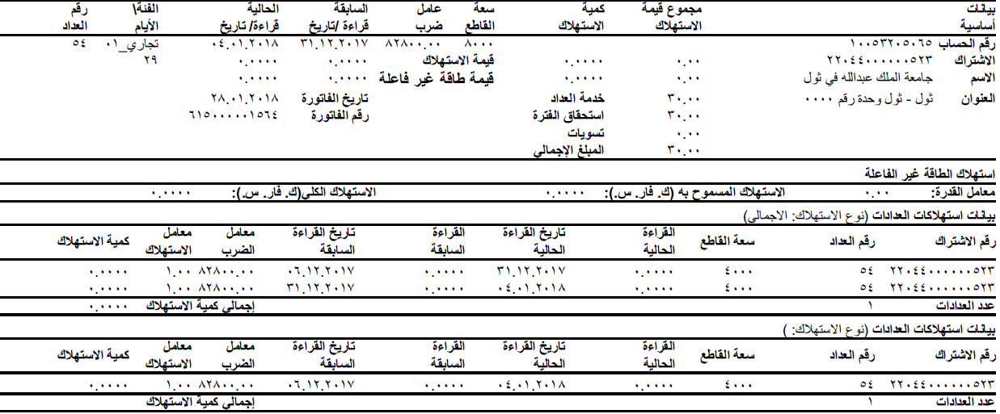 بيانات أساسية مجموع قيمة الاستهلاك كمية الاستهلاك سعة القاطع عامل ضرب السابقة قراءة /تاريخ الحالية قراءة/ تاريخ الفئة\ الأيام رقم العداد
رقم الحساب ١٠٠٥٣٢٠٥٠٦٥ ٨٠٠٠ ٨٢٨٠٠.٠٠ ٣١.١٢.٢٠١٧ ٠٤.٠١.٢٠١٨ تجاري_٠١ ٥٤
الاشتراك ٢٢٠٤٤٠٠٠٠٠٠٥٢٣ ٠.٠٠ ٠.٠٠٠٠ قيمة الاستهلاك ٠.٠٠٠٠ ٠.٠٠٠٠ ٢٩
الاسم جامعة الملك عبدالله في ثول ٠.٠٠ ٠.٠٠٠٠ قيمة طاقة غير فاعلة ٠.٠٠٠٠ ٠.٠٠٠٠
العنوان ثول - ثول وحدة رقم ٠٠٠٠ ٣٠.٠٠ خدمة العداد تاريخ الفاتورة ٢٨.٠١.٢٠١٨
٣٠.٠٠ استحقاق الفترة رقم الفاتورة ٦١٥٠٠٠٠٠١٥٦٤
٠.٠٠ تسويات
٣٠.٠٠ المبلغ الإجمالي
استهلاك الطاقة غير الفاعلة
معامل القدرة: ٠.٠٠ الاستهلاك المسموح به (ك. فار. س.): ٠.٠٠٠٠ الاستهلاك الكلي(ك. فار. س.): ٠.٠٠٠٠
بيانات استهلاكات العدادات (نوع الاستهلاك: الاجمالي)
رقم الاشتراك رقم العداد سعة القاطع القراءة الحالية تاريخ القراءة الحالية القراءة السابقة تاريخ القراءة السابقة معامل الضرب معامل الاستهلاك كمية الاستهلاك
٢٢٠٤٤٠٠٠٠٠٠٥٢٣ ٥٤ ٤٠٠٠ ٠.٠٠٠٠ ٣١.١٢.٢٠١٧ ٠.٠٠٠٠ ٠٦.١٢.٢٠١٧ ٨٢٨٠٠.٠٠ ١.٠٠ ٠.٠٠٠٠
٢٢٠٤٤٠٠٠٠٠٠٥٢٣ ٥٤ ٤٠٠٠ ٠.٠٠٠٠ ٠٤.٠١.٢٠١٨ ٠.٠٠٠٠ ٣١.١٢.٢٠١٧ ٨٢٨٠٠.٠٠ ١.٠٠ ٠.٠٠٠٠
عدد العدادات ١ إجمالي كمية الاستهلاك ٠.٠٠٠٠
بيانات استهلاكات العدادات (نوع الاستهلاك: )
رقم الاشتراك رقم العداد سعة القاطع القراءة الحالية تاريخ القراءة الحالية القراءة السابقة تاريخ القراءة السابقة معامل الضرب معامل الاستهلاك كمية الاستهلاك
٢٢٠٤٤٠٠٠٠٠٠٥٢٣ ٥٤ ٤٠٠٠ ٠.٠٠٠٠ ٠٤.٠١.٢٠١٨ ٠.٠٠٠٠ ٠٦.١٢.٢٠١٧ ٨٢٨٠٠.٠٠ ١.٠٠ ٠.٠٠٠٠
عدد العدادات ١ إجمالي كمية الاستهلاك